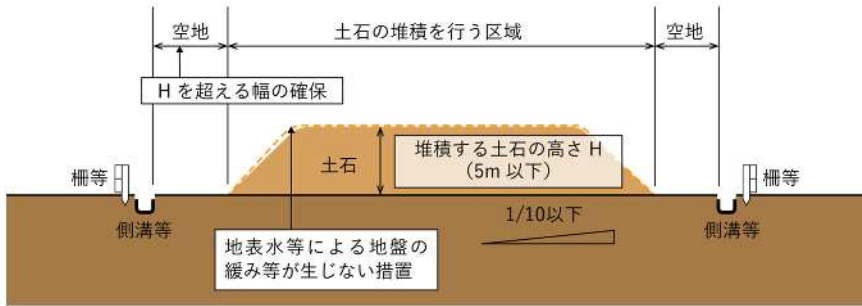 空地
土石の堆積を行う区域
空地
H を超える幅の確保
土石
堆積する土石の高さ H
（5m 以下）
柵等
柵等
側溝等
1/10以下
側溝等
地表水等による地盤の
緩み等が生じない措置